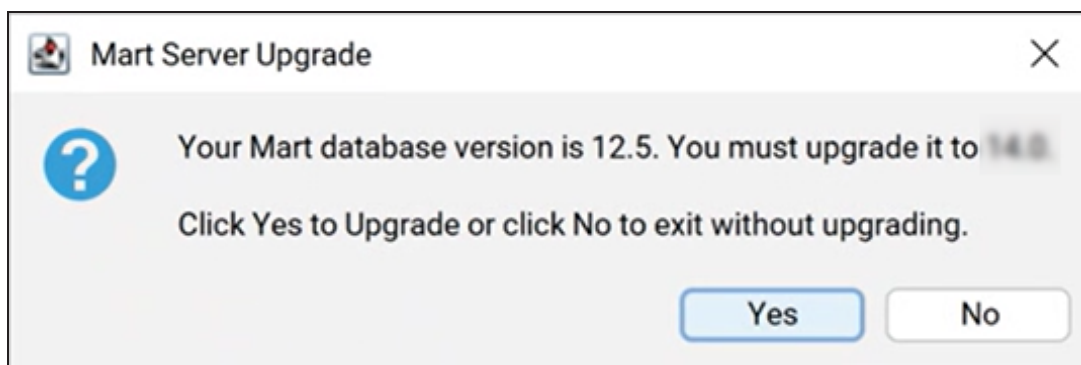 Mart Server Upgrade
Your Mart database version is 12.5. You must upgrade it to
Click Yes to Upgrade or click No to exit without upgrading.
Yes
No